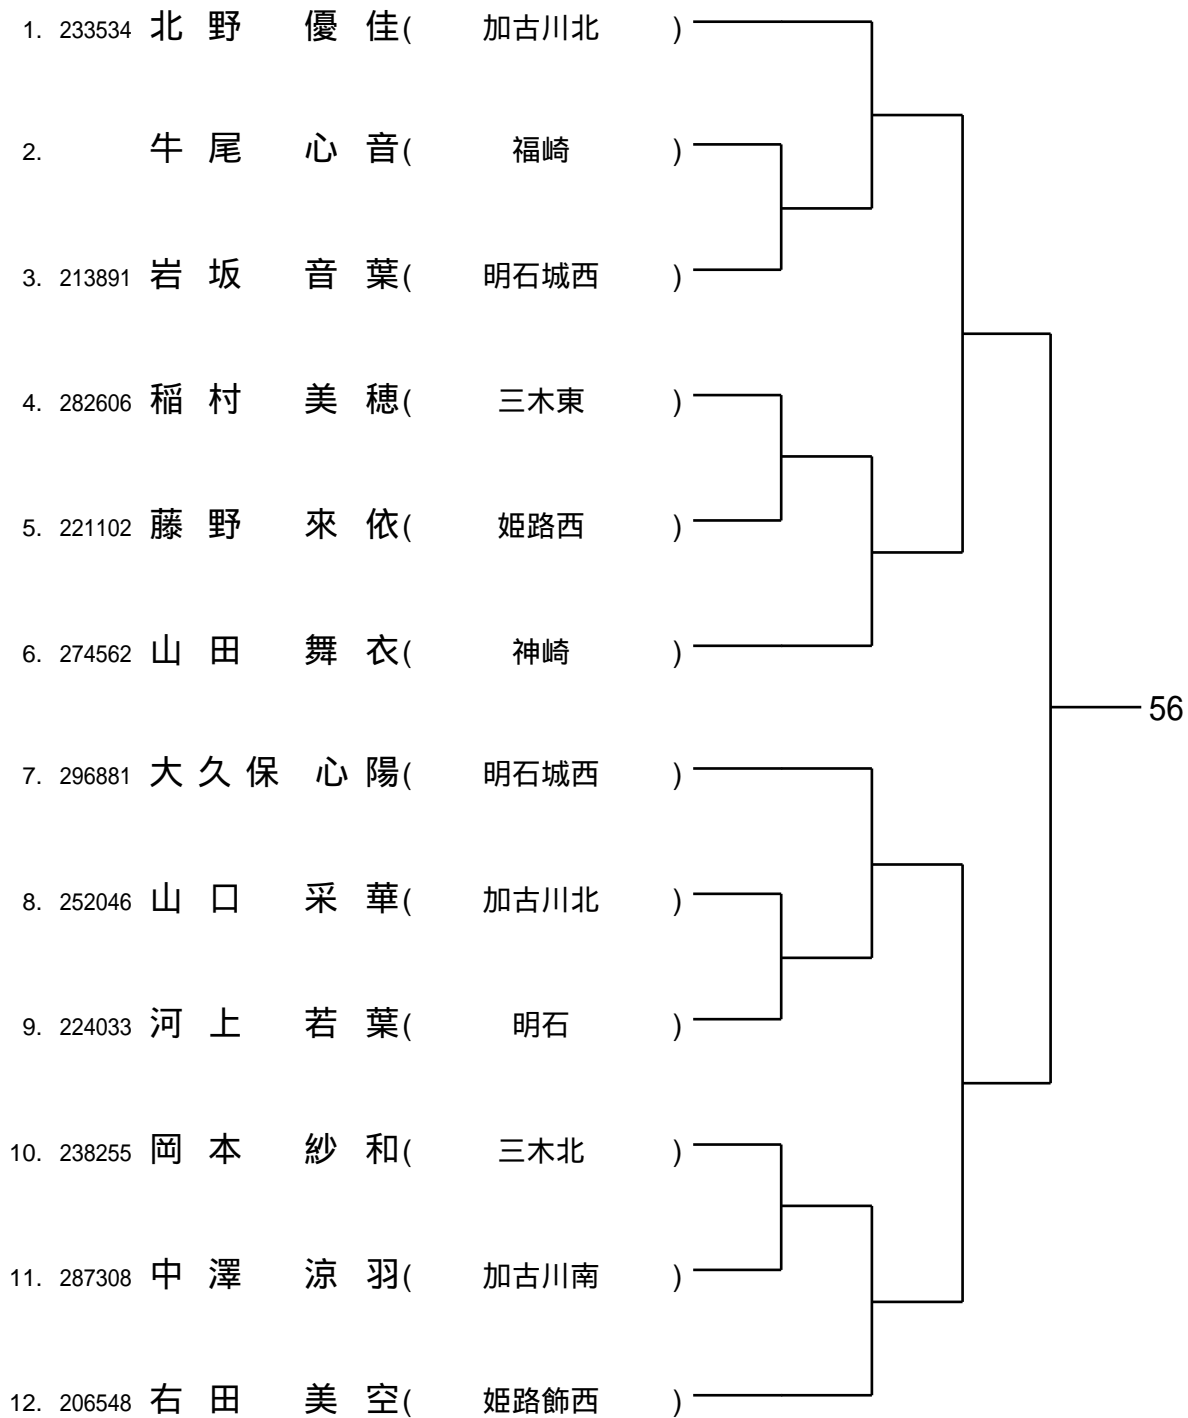 1. 233534 北野 優佳( 加古川北 )
2. 牛尾 心音( 福崎 )
3. 213891 岩坂 音葉( 明石城西 )
4. 282606 稲村 美穂( 三木東 )
5. 221102 藤野 來依( 姫路西 )
6. 274562 山田 舞衣( 神崎 )
56
7. 296881 大久保 心陽( 明石城西 )
8. 252046 山口 采華( 加古川北 )
9. 224033 河上 若葉( 明石 )
10. 238255 岡本 紗和( 三木北 )
11. 287308 中澤 涼羽( 加古川南 )
12. 206548 右田 美空( 姫路飾西 )